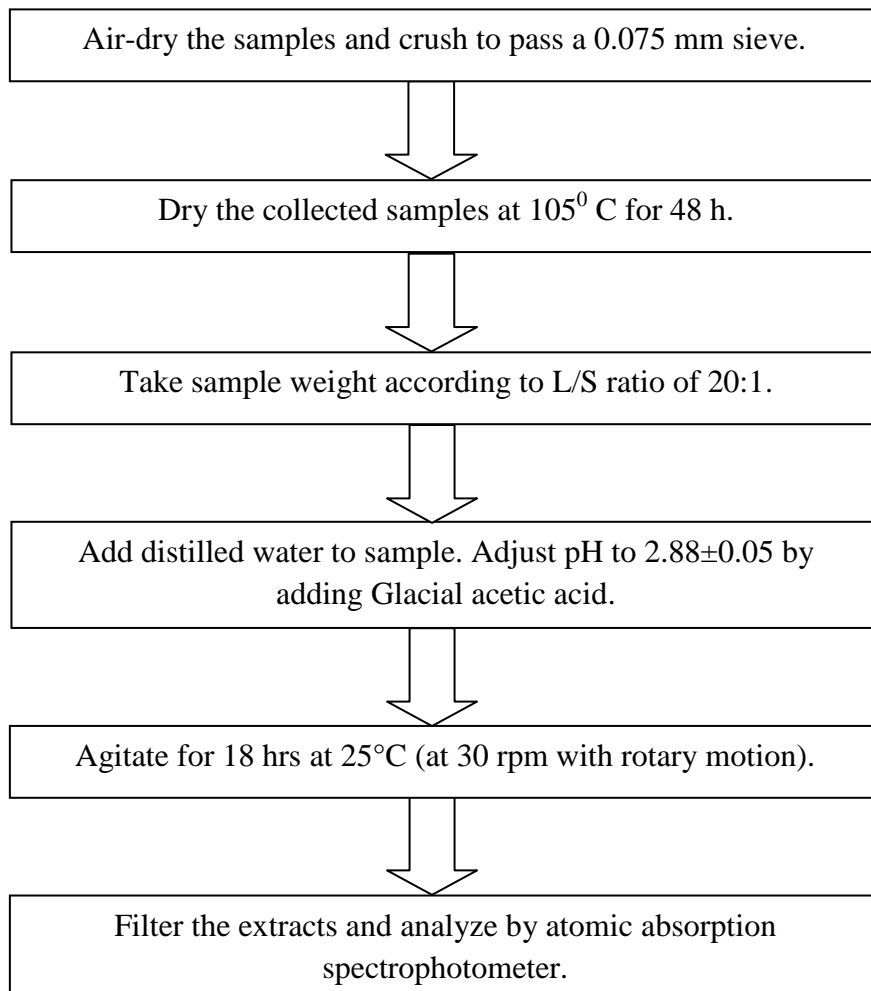 Air-dry the samples and crush to pass a 0.075 mm sieve.
Dry the collected samples at 105⁰ C for 48 h.
Take sample weight according to L/S ratio of 20:1.
Add distilled water to sample. Adjust pH to 2.88±0.05 by
adding Glacial acetic acid.
Agitate for 18 hrs at 25°C (at 30 rpm with rotary motion).
Filter the extracts and analyze by atomic absorption
spectrophotometer.